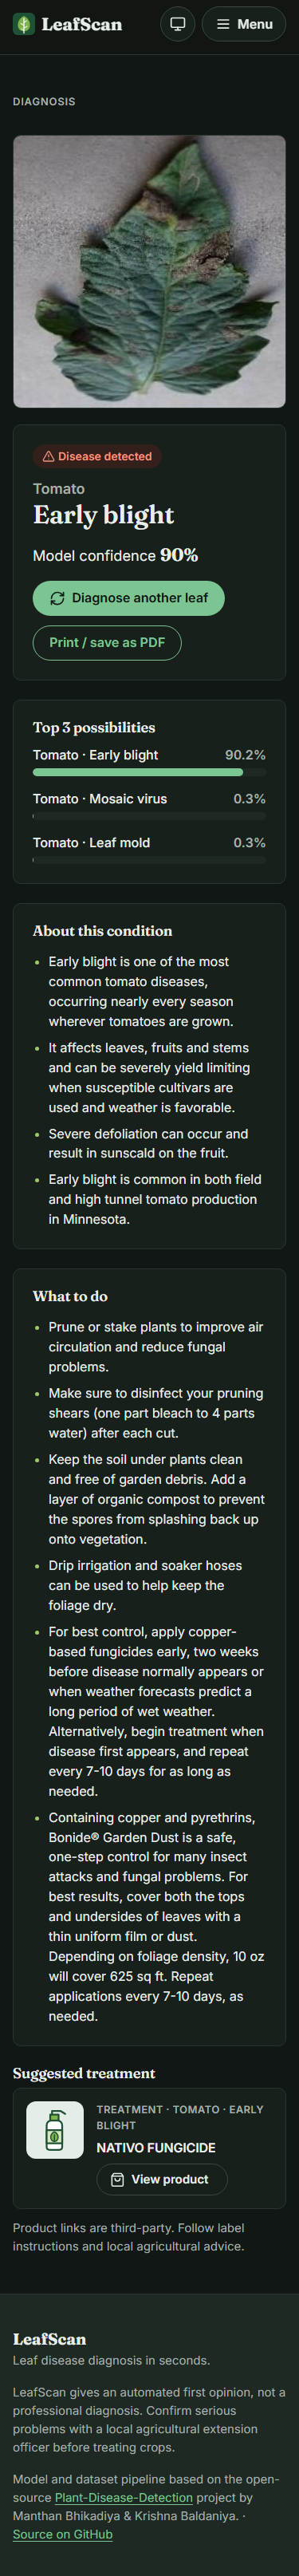 LeafScan
Menu
DIAGNOSIS
Disease detected
Tomato
Early blight
Model confidence 90%
Diagnose another leaf
Print / save as PDF
Top 3 possibilities
Tomato · Early blight 90.2%
Tomato · Mosaic virus 0.3%
Tomato · Leaf mold 0.3%
About this condition
• Early blight is one of the most
common tomato diseases,
occurring nearly every season
wherever tomatoes are grown.
• It affects leaves, fruits and stems
and can be severely yield limiting
when susceptible cultivars are
used and weather is favorable.
• Severe defoliation can occur and
result in sunscald on the fruit.
• Early blight is common in both field
and high tunnel tomato production
in Minnesota.
What to do
• Prune or stake plants to improve air
circulation and reduce fungal
problems.
• Make sure to disinfect your pruning
shears (one part bleach to 4 parts
water) after each cut.
• Keep the soil under plants clean
and free of garden debris. Add a
layer of organic compost to prevent
the spores from splashing back up
onto vegetation.
• Drip irrigation and soaker hoses
can be used to help keep the
foliage dry.
• For best control, apply copper-
based fungicides early, two weeks
before disease normally appears or
when weather forecasts predict a
long period of wet weather.
Alternatively, begin treatment when
disease first appears, and repeat
every 7-10 days for as long as
needed.
• Containing copper and pyrethrins,
Bonide® Garden Dust is a safe,
one-step control for many insect
attacks and fungal problems. For
best results, cover both the tops
and undersides of leaves with a
thin uniform film or dust.
Depending on foliage density, 10 oz
will cover 625 sq ft. Repeat
applications every 7-10 days, as
needed.
Suggested treatment
TREATMENT · TOMATO · EARLY
BLIGHT
NATIVO FUNGICIDE
View product
Product links are third-party. Follow label
instructions and local agricultural advice.
LeafScan
Leaf disease diagnosis in seconds.
LeafScan gives an automated first opinion, not a
professional diagnosis. Confirm serious
problems with a local agricultural extension
officer before treating crops.
Model and dataset pipeline based on the open-
source Plant-Disease-Detection project by
Manthan Bhikadiya & Krishna Baldaniya. ·
Source on GitHub